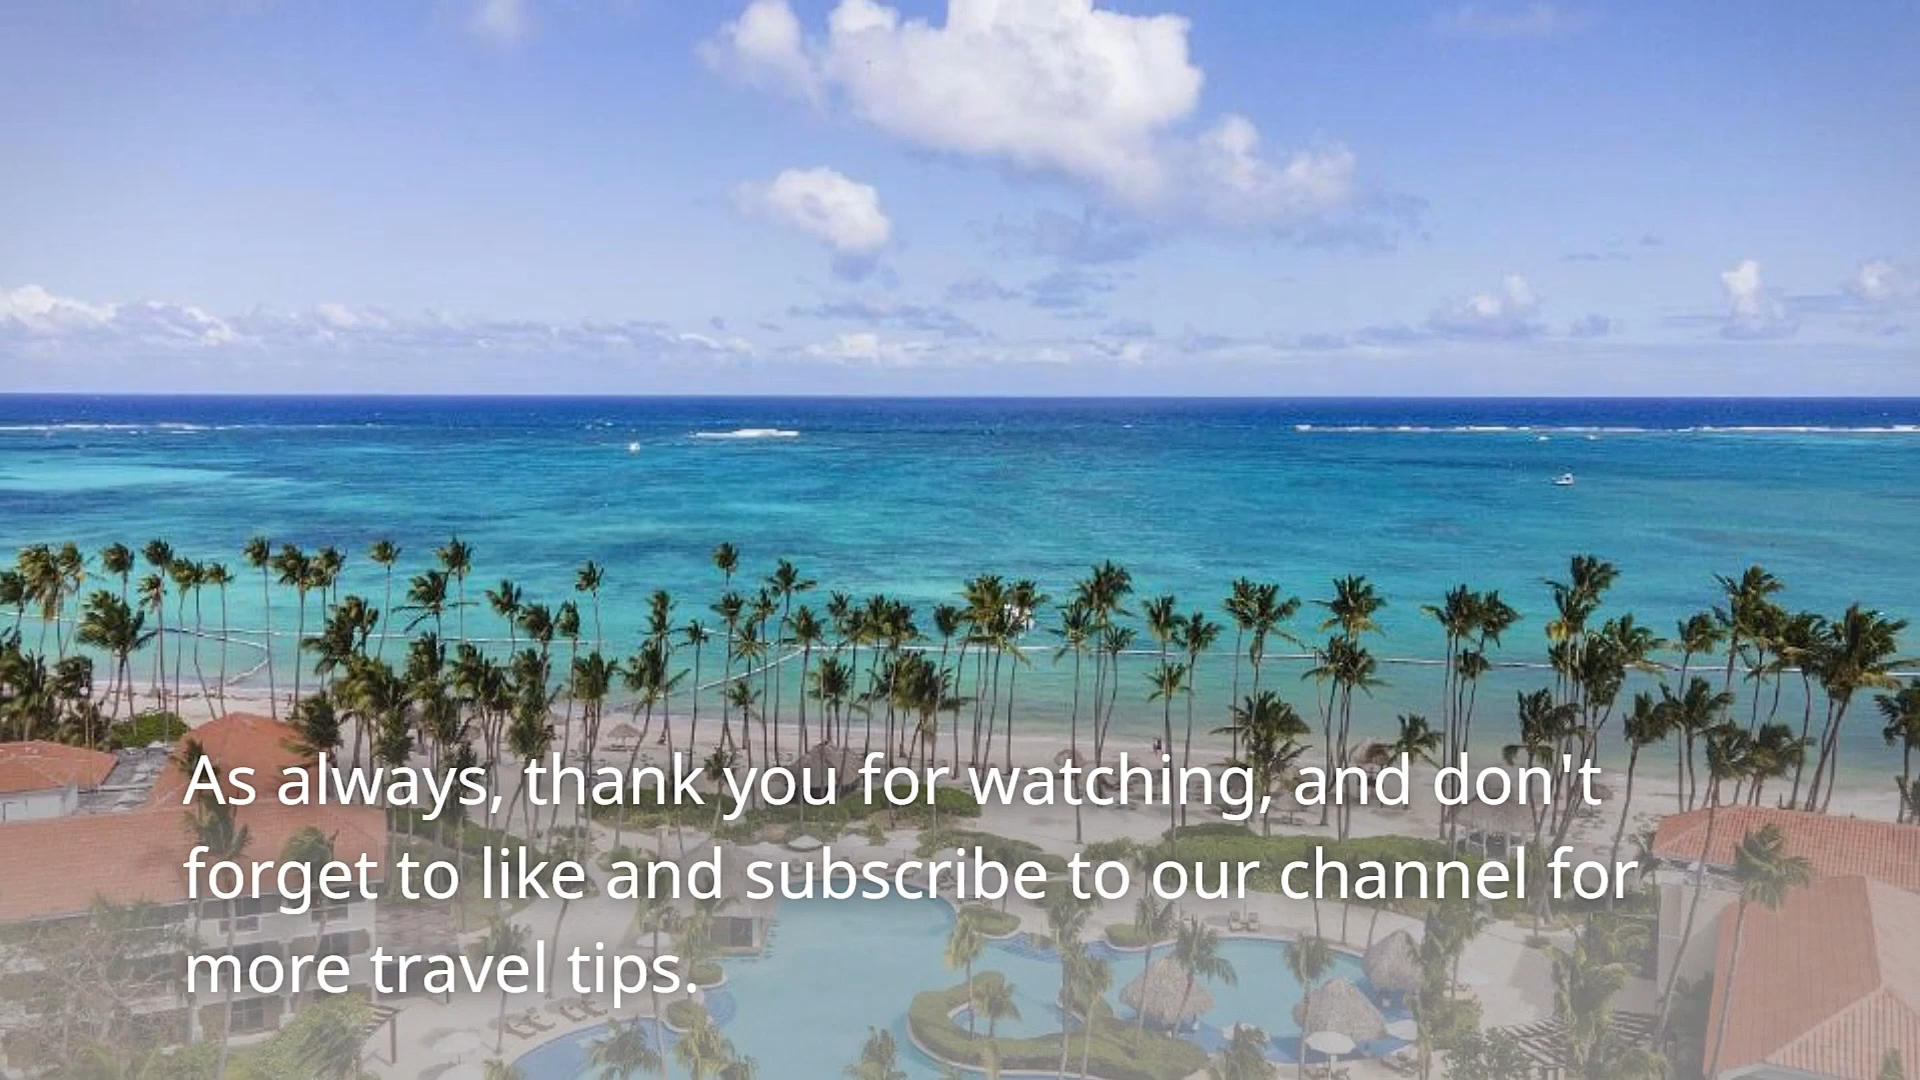 As always, thank you for watching, and don't
forget to like and subscribe to our channel for
more travel tips.